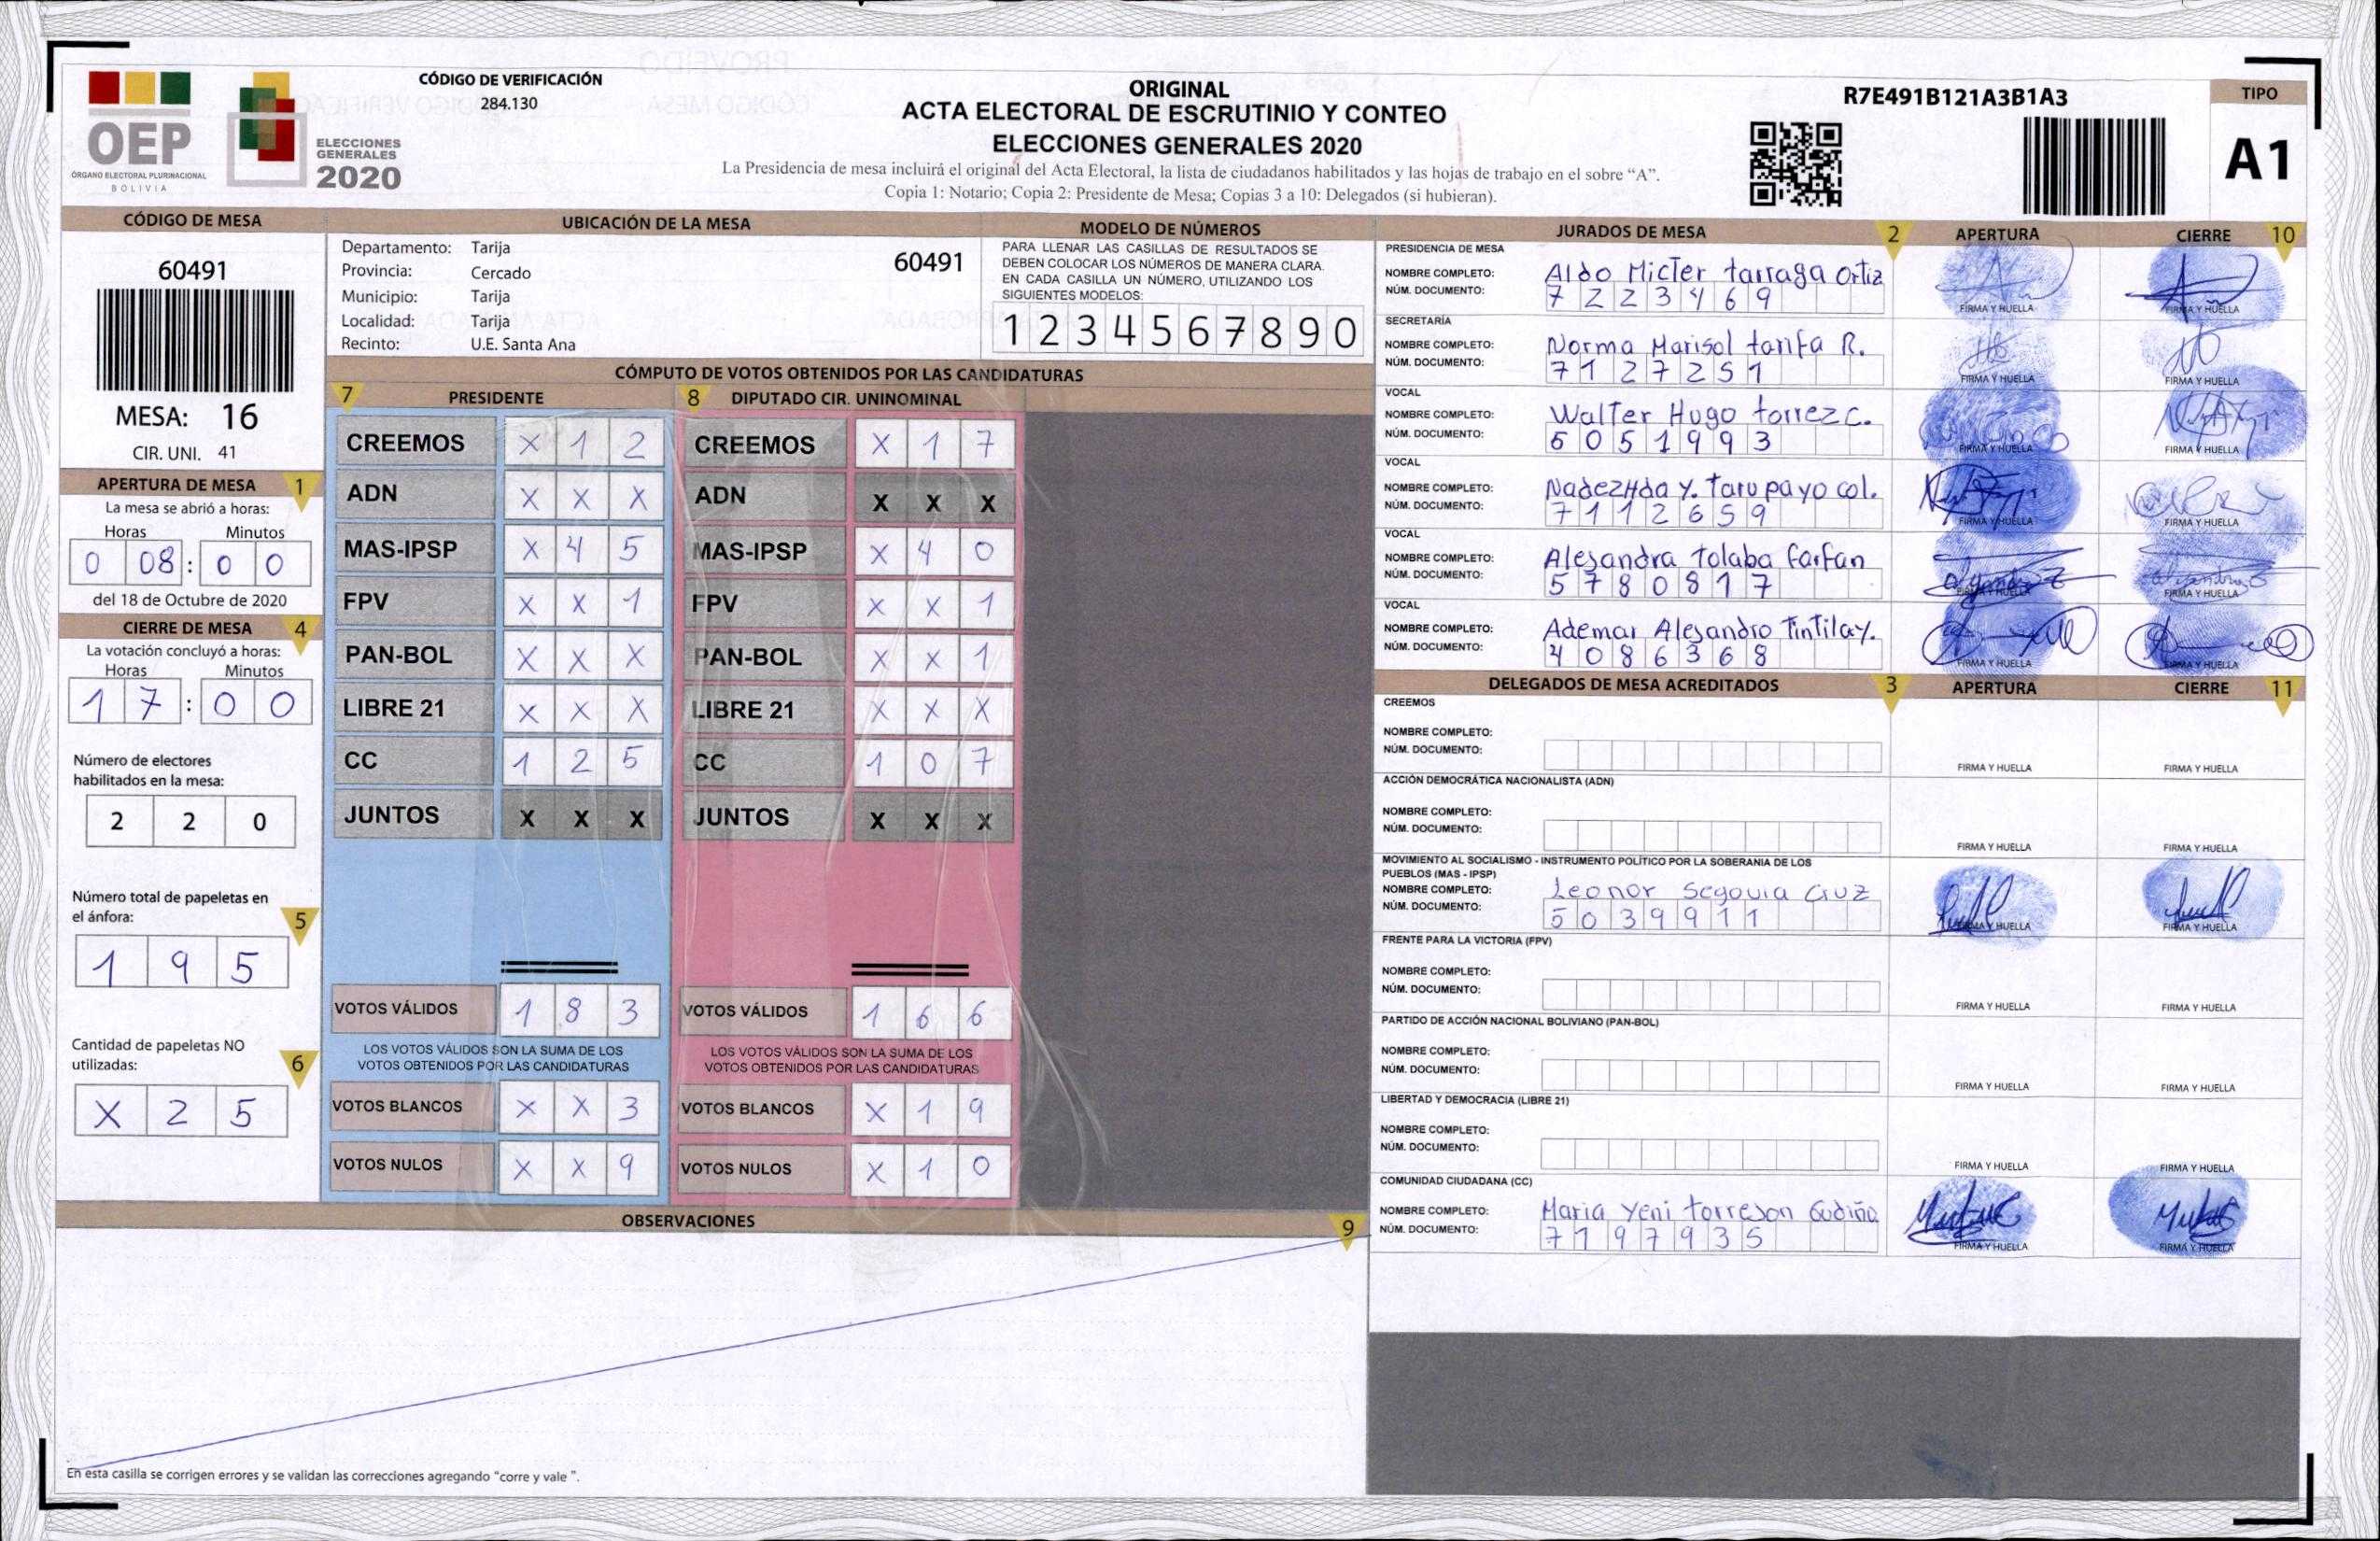 OEP
ÓRGANO ELECTORAL PLURINACIONAL
BOLIVIA
ELECCIONES
GENERALES
2020
CÓDIGO DE VERIFICACIÓN
284.130
ORIGINAL
ACTA ELECTORAL DE ESCRUTINIO Y CONTEO
ELECCIONES GENERALES 2020
La Presidencia de mesa incluirá el original del Acta Electoral, la lista de ciudadanos habilitados y las hojas de trabajo en el sobre “A”.
Copia 1: Notario; Copia 2: Presidente de Mesa; Copias 3 a 10: Delegados (si hubieran).
R7E491B121A3B1A3
TIPO
A1
CÓDIGO DE MESA
60491
MESA: 16
CIR. UNI. 41
APERTURA DE MESA 1
La mesa se abrió a horas:
Horas Minutos
0 08 : 0 0
del 18 de Octubre de 2020
CIERRE DE MESA 4
La votación concluyó a horas:
Horas Minutos
1 7 : 0 0
Número de electores
habilitados en la mesa:
2 2 0
Número total de papeletas en
el ánfora: 5
1 9 5
Cantidad de papeletas NO
utilizadas: 6
X 2 5
UBICACIÓN DE LA MESA
Departamento: Tarija
Provincia: Cercado
Municipio: Tarija
Localidad: Tarija
Recinto: U.E. Santa Ana
60491
MODELO DE NÚMEROS
PARA LLENAR LAS CASILLAS DE RESULTADOS SE
DEBEN COLOCAR LOS NÚMEROS DE MANERA CLARA.
EN CADA CASILLA UN NÚMERO, UTILIZANDO LOS
SIGUIENTES MODELOS:
1 2 3 4 5 6 7 8 9 0
CÓMPUTO DE VOTOS OBTENIDOS POR LAS CANDIDATURAS
7 PRESIDENTE
CREEMOS X 1 2
ADN X X X
MAS-IPSP X 4 5
FPV X X 1
PAN-BOL X X X
LIBRE 21 X X X
CC 1 2 5
JUNTOS X X X
VOTOS VÁLIDOS 1 8 3
LOS VOTOS VÁLIDOS SON LA SUMA DE LOS
VOTOS OBTENIDOS POR LAS CANDIDATURAS
VOTOS BLANCOS X X 3
VOTOS NULOS X X 9
8 DIPUTADO CIR. UNINOMINAL
CREEMOS X 1 7
ADN X X X
MAS-IPSP X 4 0
FPV X X 1
PAN-BOL X X 1
LIBRE 21 X X X
CC 1 0 7
JUNTOS X X X
VOTOS VÁLIDOS 1 6 6
LOS VOTOS VÁLIDOS SON LA SUMA DE LOS
VOTOS OBTENIDOS POR LAS CANDIDATURAS
VOTOS BLANCOS X 1 9
VOTOS NULOS X 1 0
OBSERVACIONES 9
En esta casilla se corrigen errores y se validan las correcciones agregando "corre y vale ".
JURADOS DE MESA 2 APERTURA CIERRE 10
PRESIDENCIA DE MESA
NOMBRE COMPLETO: Aldo Micter tarraga Ortiz
NÚM. DOCUMENTO: 7 2 2 3 4 6 9
FIRMA Y HUELLA FIRMA Y HUELLA
SECRETARÍA
NOMBRE COMPLETO: Norma Marisol tarifa R.
NÚM. DOCUMENTO: 7 1 2 7 2 5 1
FIRMA Y HUELLA FIRMA Y HUELLA
VOCAL
NOMBRE COMPLETO: Walter Hugo torrez c.
NÚM. DOCUMENTO: 5 0 5 1 9 9 3
FIRMA Y HUELLA FIRMA Y HUELLA
VOCAL
NOMBRE COMPLETO: Nadezhda Y. Tarupayo col.
NÚM. DOCUMENTO: 7 1 1 2 6 5 9
FIRMA Y HUELLA FIRMA Y HUELLA
VOCAL
NOMBRE COMPLETO: Alejandra tolaba farfan
NÚM. DOCUMENTO: 5 7 8 0 8 1 7
FIRMA Y HUELLA FIRMA Y HUELLA
VOCAL
NOMBRE COMPLETO: Ademar Alejandro Tintilay.
NÚM. DOCUMENTO: 4 0 8 6 3 6 8
FIRMA Y HUELLA FIRMA Y HUELLA
DELEGADOS DE MESA ACREDITADOS 3 APERTURA CIERRE 11
CREEMOS
NOMBRE COMPLETO:
NÚM. DOCUMENTO:
FIRMA Y HUELLA FIRMA Y HUELLA
ACCIÓN DEMOCRÁTICA NACIONALISTA (ADN)
NOMBRE COMPLETO:
NÚM. DOCUMENTO:
FIRMA Y HUELLA FIRMA Y HUELLA
MOVIMIENTO AL SOCIALISMO - INSTRUMENTO POLÍTICO POR LA SOBERANIA DE LOS
PUEBLOS (MAS - IPSP)
NOMBRE COMPLETO: Leonor Segovia Cruz
NÚM. DOCUMENTO: 5 0 3 9 9 1 1
FIRMA Y HUELLA FIRMA Y HUELLA
FRENTE PARA LA VICTORIA (FPV)
NOMBRE COMPLETO:
NÚM. DOCUMENTO:
FIRMA Y HUELLA FIRMA Y HUELLA
PARTIDO DE ACCIÓN NACIONAL BOLIVIANO (PAN-BOL)
NOMBRE COMPLETO:
NÚM. DOCUMENTO:
FIRMA Y HUELLA FIRMA Y HUELLA
LIBERTAD Y DEMOCRACIA (LIBRE 21)
NOMBRE COMPLETO:
NÚM. DOCUMENTO:
FIRMA Y HUELLA FIRMA Y HUELLA
COMUNIDAD CIUDADANA (CC)
NOMBRE COMPLETO: Maria Yeni torrejon Gudiño
NÚM. DOCUMENTO: 7 1 9 7 9 3 5
FIRMA Y HUELLA FIRMA Y HUELLA